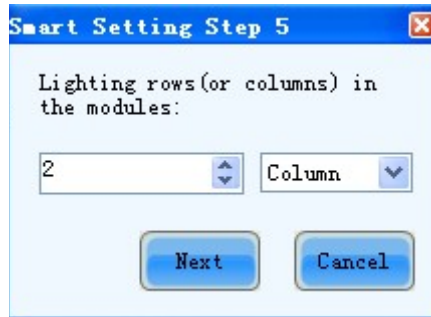 Smart Setting Step 5
Lighting rows(or columns) in
the modules:
2 Column
Next Cancel